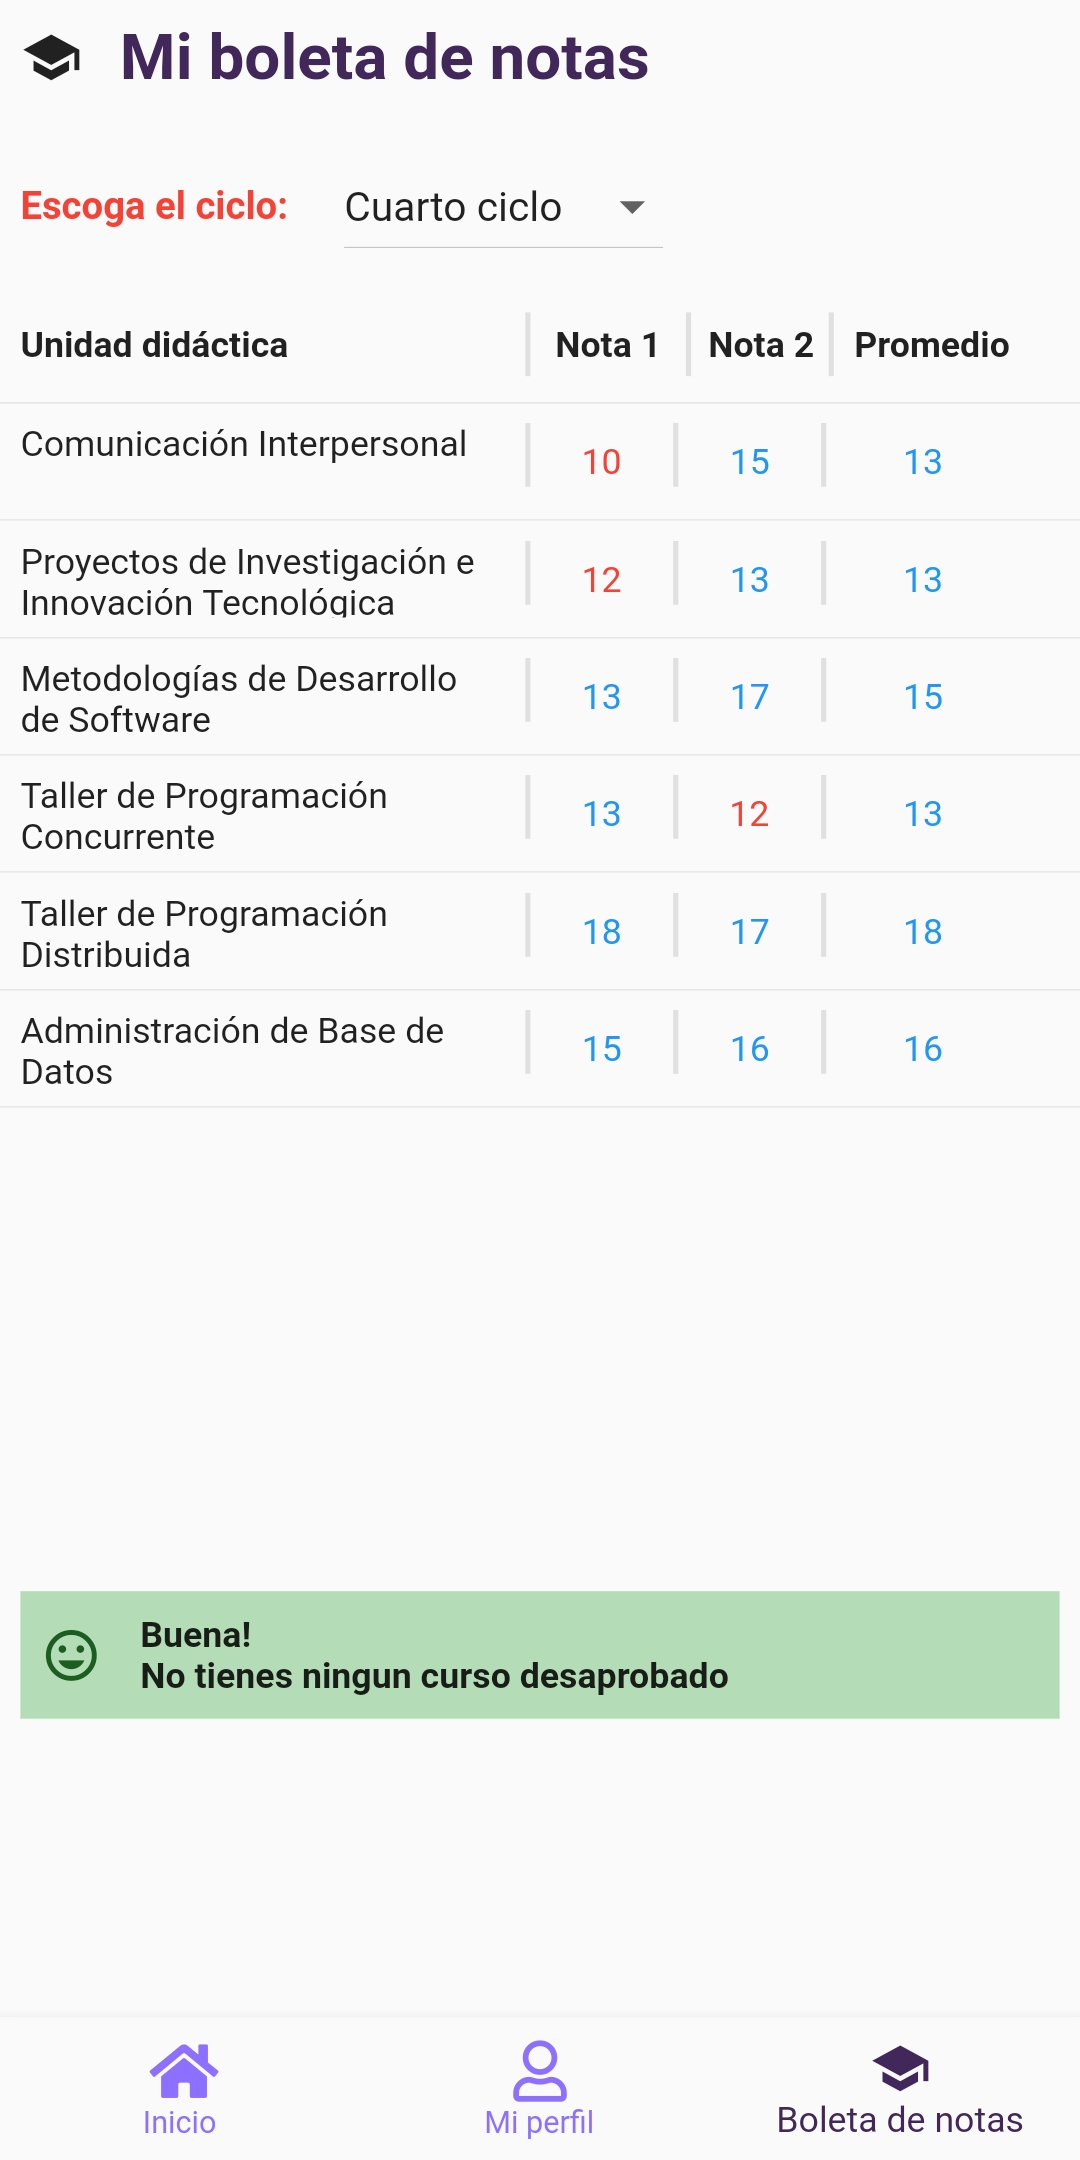 Mi boleta de notas
Escoga el ciclo: Cuarto ciclo
Unidad didáctica Nota 1 Nota 2 Promedio
Comunicación Interpersonal 10 15 13
Proyectos de Investigación e
Innovación Tecnológica 12 13 13
Metodologías de Desarrollo
de Software 13 17 15
Taller de Programación
Concurrente 13 12 13
Taller de Programación
Distribuida 18 17 18
Administración de Base de
Datos 15 16 16
Buena!
No tienes ningun curso desaprobado
Inicio Mi perfil Boleta de notas